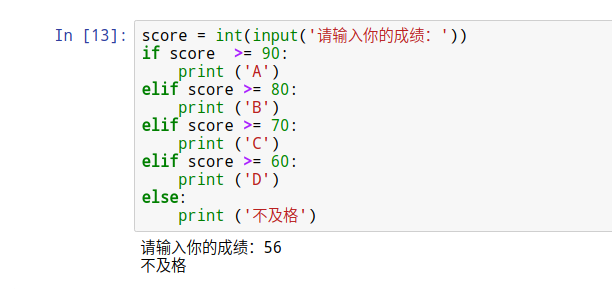 In [13]: score = int(input('请输入你的成绩: '))
if score  >= 90:
    print ('A')
elif score >= 80:
    print ('B')
elif score >= 70:
    print ('C')
elif score >= 60:
    print ('D')
else:
    print ('不及格')
请输入你的成绩: 56
不及格